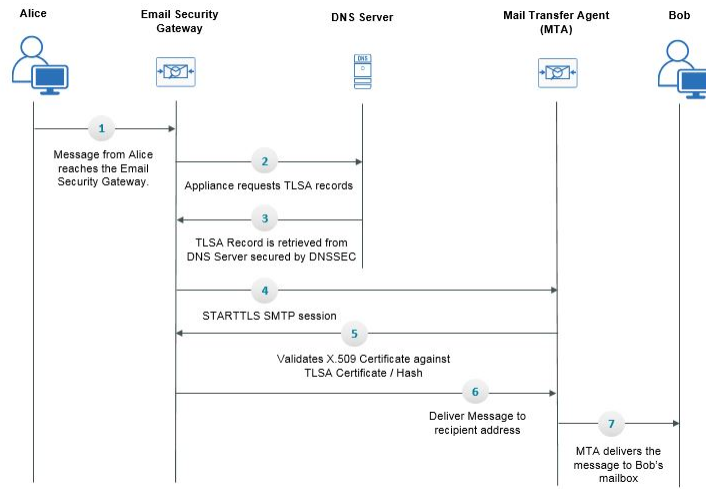 Alice
Email Security
Gateway
DNS Server
Mail Transfer Agent
(MTA)
Bob
DNS
1
Message from Alice
reaches the Email
Security Gateway.
2
Appliance requests TLSA records
3
TLSA Record is retrieved from
DNS Server secured by DNSSEC
4
STARTTLS SMTP session
5
Validates X.509 Certificate against
TLSA Certificate / Hash
6
Deliver Message to
recipient address
7
MTA delivers the
message to Bob's
mailbox